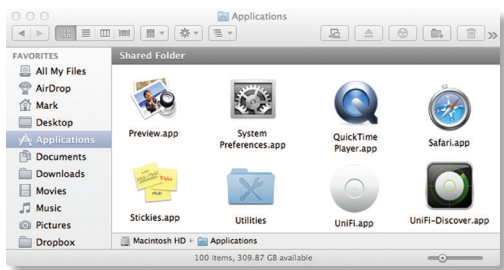 Applications
FAVORITES
All My Files
AirDrop
Mark
Desktop
Applications
Documents
Downloads
Movies
Music
Pictures
Dropbox
Shared Folder
Preview.app
System
Preferences.app
QuickTime
Player.app
Safari.app
Stickies.app
Utilities
UniFi.app
UniFi-Discover.app
Macintosh HD ▸ Applications
100 items, 309.87 GB available